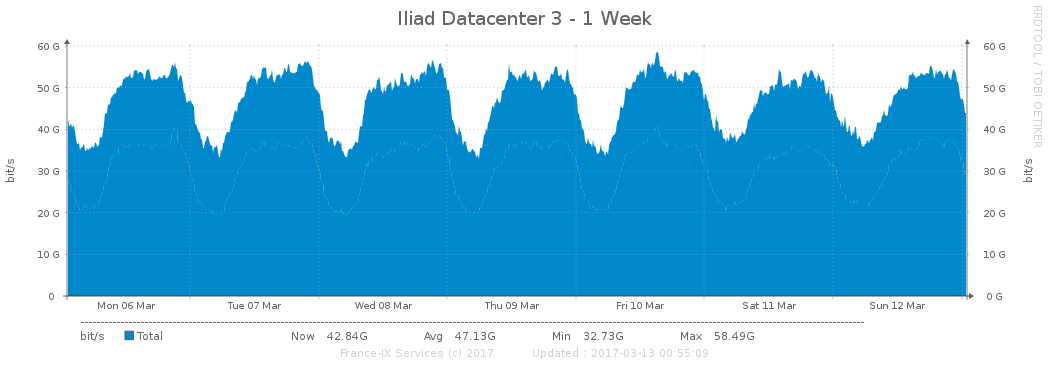 Iliad Datacenter 3 - 1 Week
RRDTOOL / TOBI OETIKER
60 G 60 G
50 G 50 G
40 G 40 G
30 G 30 G
20 G 20 G
10 G 10 G
0 0 G
bit/s bit/s
Mon 06 Mar Tue 07 Mar Wed 08 Mar Thu 09 Mar Fri 10 Mar Sat 11 Mar Sun 12 Mar
bit/s Total Now 42.84G Avg 47.13G Min 32.73G Max 58.49G
France-IX Services (c) 2017 Updated : 2017-03-13 00:55:09